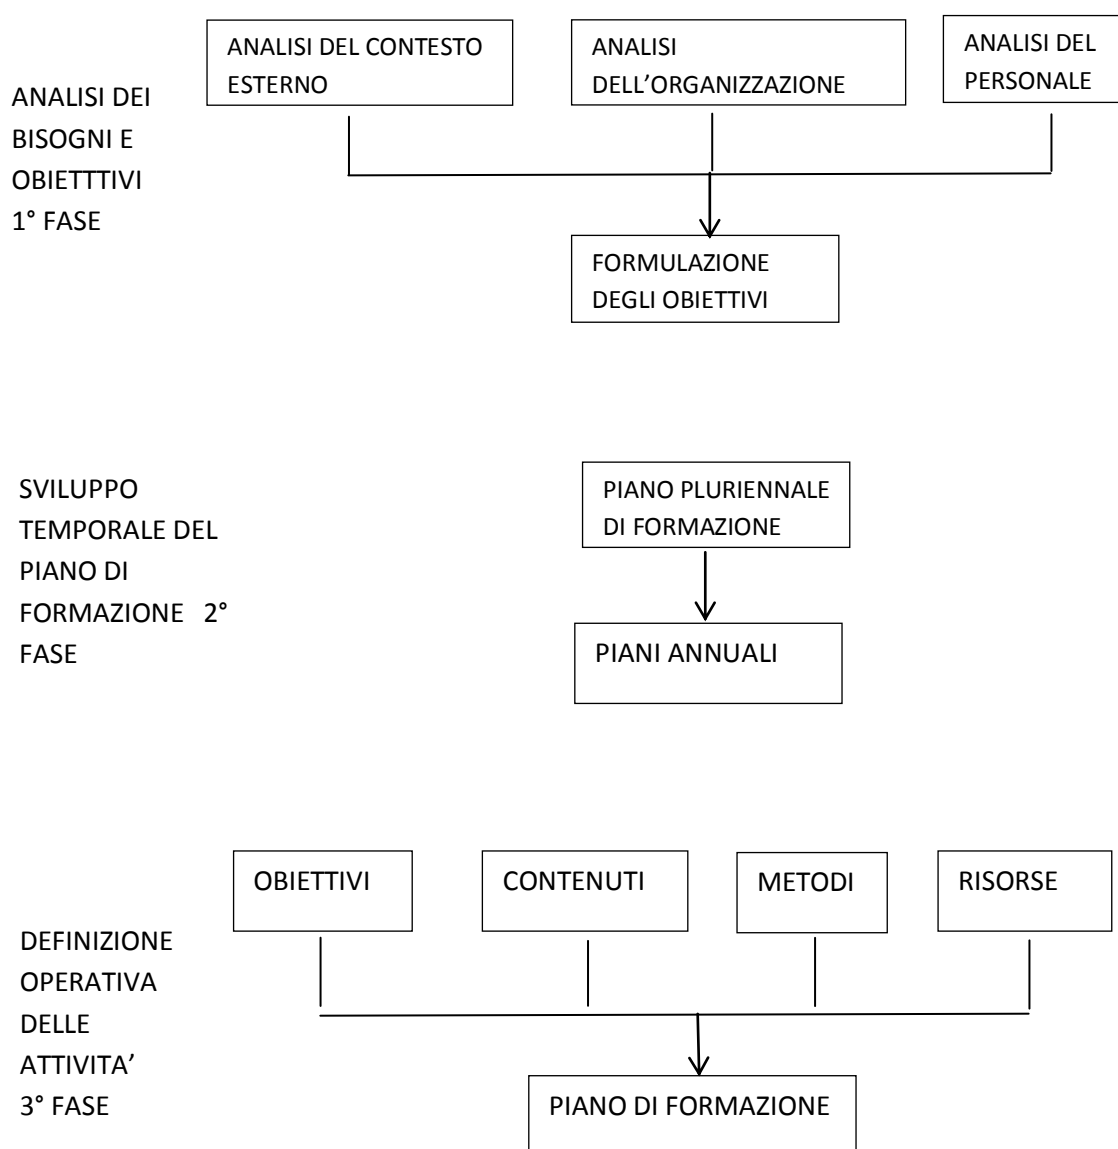 ANALISI DEL CONTESTO
ESTERNO
ANALISI
DELL’ORGANIZZAZIONE
ANALISI DEL
PERSONALE
ANALISI DEI
BISOGNI E
OBIETTTIVI
1° FASE
FORMULAZIONE
DEGLI OBIETTIVI
SVILUPPO
TEMPORALE DEL
PIANO DI
FORMAZIONE 2°
FASE
PIANO PLURIENNALE
DI FORMAZIONE
PIANI ANNUALI
OBIETTIVI
CONTENUTI
METODI
RISORSE
DEFINIZIONE
OPERATIVA
DELLE
ATTIVITA’
3° FASE
PIANO DI FORMAZIONE